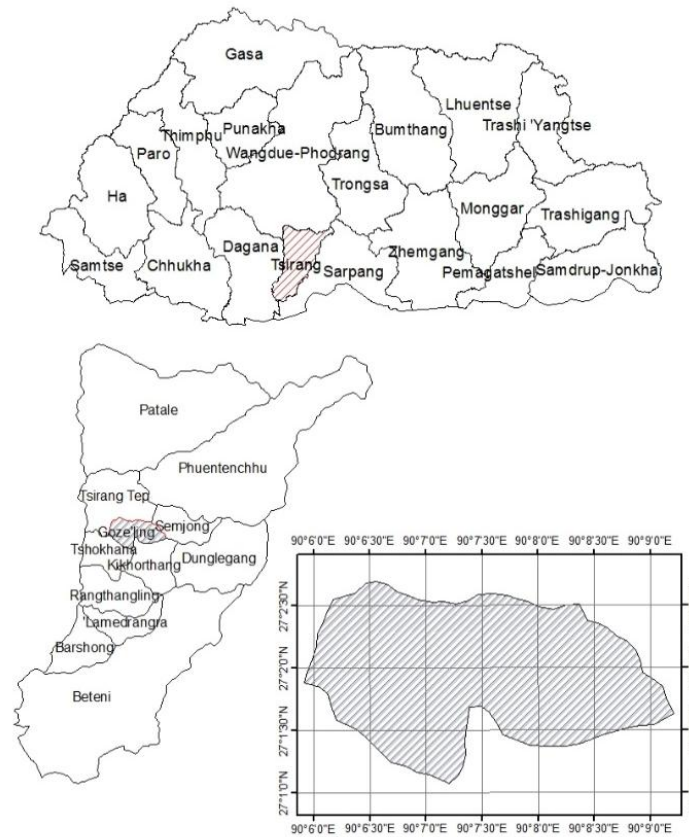 Gasa
Lhuentse
Thimphu
Punakha
Bumthang
Trashi 'Yangtse
Paro
Wangdue-Phodrang
Ha
Trongsa
Monggar
Trashigang
Dagana
Zhemgang
Samtse
Chhukha
Tsirang
Sarpang
Pemagatshel
Samdrup-Jonkha
Patale
Phuentenchhu
Tsirang Tep
Semjong
Goze'ling
Tshokhana
Kikhorthang
Dunglegang
Rangthangling
'Lamedrangra
Barshong
Beteni
90°6'0"E 90°6'30"E 90°7'0"E 90°7'30"E 90°8'0"E 90°8'30"E 90°9'0"E
27°2'30"N
27°2'0"N
27°1'30"N
27°1'0"N
90°6'0"E 90°6'30"E 90°7'0"E 90°7'30"E 90°8'0"E 90°8'30"E 90°9'0"E